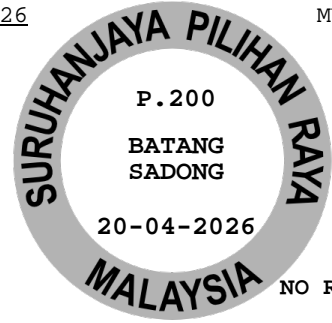 26
M
SURUHANJAYA PILIHAN RAYA
P.200
BATANG
SADONG
20-04-2026
MALAYSIA
NO R